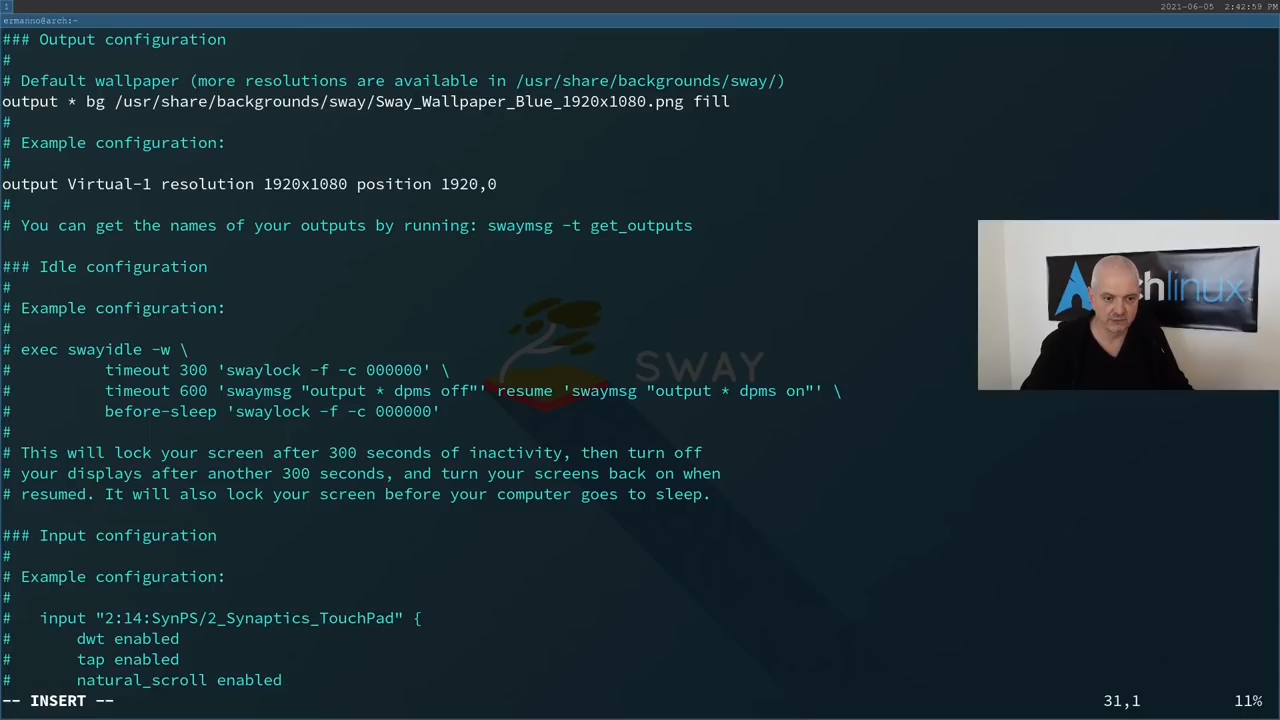 1
2021-06-05 2:42:59 PM
ermanno@arch:~
### Output configuration
#
# Default wallpaper (more resolutions are available in /usr/share/backgrounds/sway/)
output * bg /usr/share/backgrounds/sway/Sway_Wallpaper_Blue_1920x1080.png fill
#
# Example configuration:
#
output Virtual-1 resolution 1920x1080 position 1920,0
#
# You can get the names of your outputs by running: swaymsg -t get_outputs
### Idle configuration
#
# Example configuration:
#
# exec swayidle -w \
#          timeout 300 'swaylock -f -c 000000' \
#          timeout 600 'swaymsg "output * dpms off"' resume 'swaymsg "output * dpms on"' \
#          before-sleep 'swaylock -f -c 000000'
#
# This will lock your screen after 300 seconds of inactivity, then turn off
# your displays after another 300 seconds, and turn your screens back on when
# resumed. It will also lock your screen before your computer goes to sleep.
### Input configuration
#
# Example configuration:
#
#   input "2:14:SynPS/2_Synaptics_TouchPad" {
#       dwt enabled
#       tap enabled
#       natural_scroll enabled
-- INSERT --
31,1
11%
SWAY
chlinux